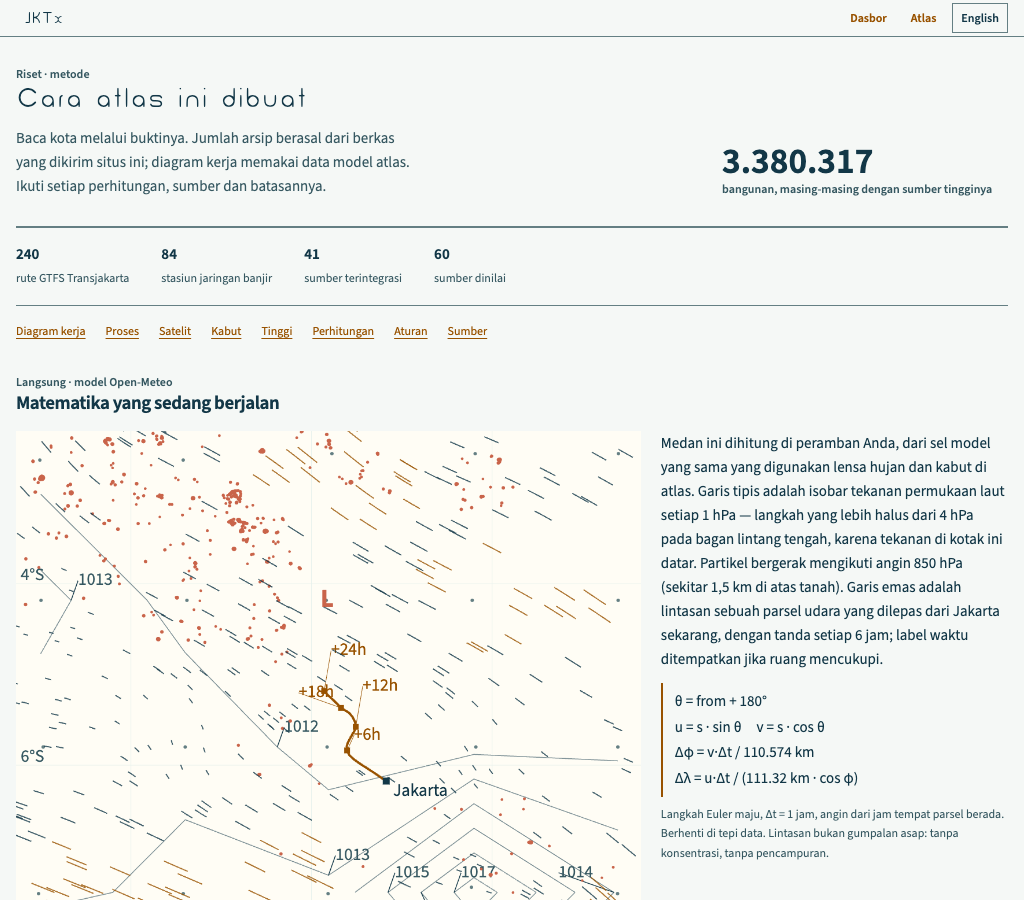 JKTx
Dasbor Atlas English
Riset · metode
Cara atlas ini dibuat
Baca kota melalui buktinya. Jumlah arsip berasal dari berkas
yang dikirim situs ini; diagram kerja memakai data model atlas.
Ikuti setiap perhitungan, sumber dan batasannya.
3.380.317
bangunan, masing-masing dengan sumber tingginya
240
rute GTFS Transjakarta
84
stasiun jaringan banjir
41
sumber terintegrasi
60
sumber dinilai
Diagram kerja Proses Satelit Kabut Tinggi Perhitungan Aturan Sumber
Langsung · model Open-Meteo
Matematika yang sedang berjalan
4°S
1013
L
+24h
+18h
+12h
1012
+6h
6°S
Jakarta
1013
1015
1017
1014
Medan ini dihitung di peramban Anda, dari sel model
yang sama yang digunakan lensa hujan dan kabut di
atlas. Garis tipis adalah isobar tekanan permukaan laut
setiap 1 hPa — langkah yang lebih halus dari 4 hPa
pada bagan lintang tengah, karena tekanan di kotak ini
datar. Partikel bergerak mengikuti angin 850 hPa
(sekitar 1,5 km di atas tanah). Garis emas adalah
lintasan sebuah parsel udara yang dilepas dari Jakarta
sekarang, dengan tanda setiap 6 jam; label waktu
ditempatkan jika ruang mencukupi.
θ = from + 180°
u = s · sin θ v = s · cos θ
Δφ = v·Δt / 110.574 km
Δλ = u·Δt / (111.32 km · cos φ)
Langkah Euler maju, Δt = 1 jam, angin dari jam tempat parsel berada.
Berhenti di tepi data. Lintasan bukan gumpalan asap: tanpa
konsentrasi, tanpa pencampuran.